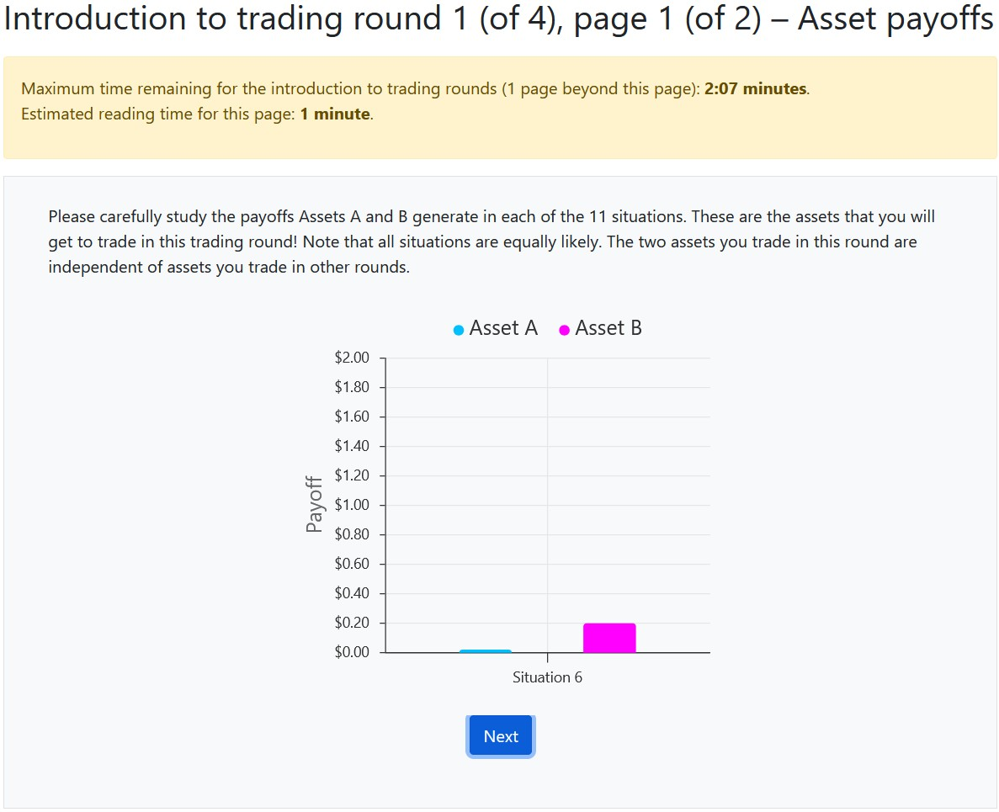 Introduction to trading round 1 (of 4), page 1 (of 2) – Asset payoffs
Maximum time remaining for the introduction to trading rounds (1 page beyond this page): 2:07 minutes.
Estimated reading time for this page: 1 minute.
Please carefully study the payoffs Assets A and B generate in each of the 11 situations. These are the assets that you will
get to trade in this trading round! Note that all situations are equally likely. The two assets you trade in this round are
independent of assets you trade in other rounds.
Asset A Asset B
Payoff
$2.00
$1.80
$1.60
$1.40
$1.20
$1.00
$0.80
$0.60
$0.40
$0.20
$0.00
Situation 6
Next